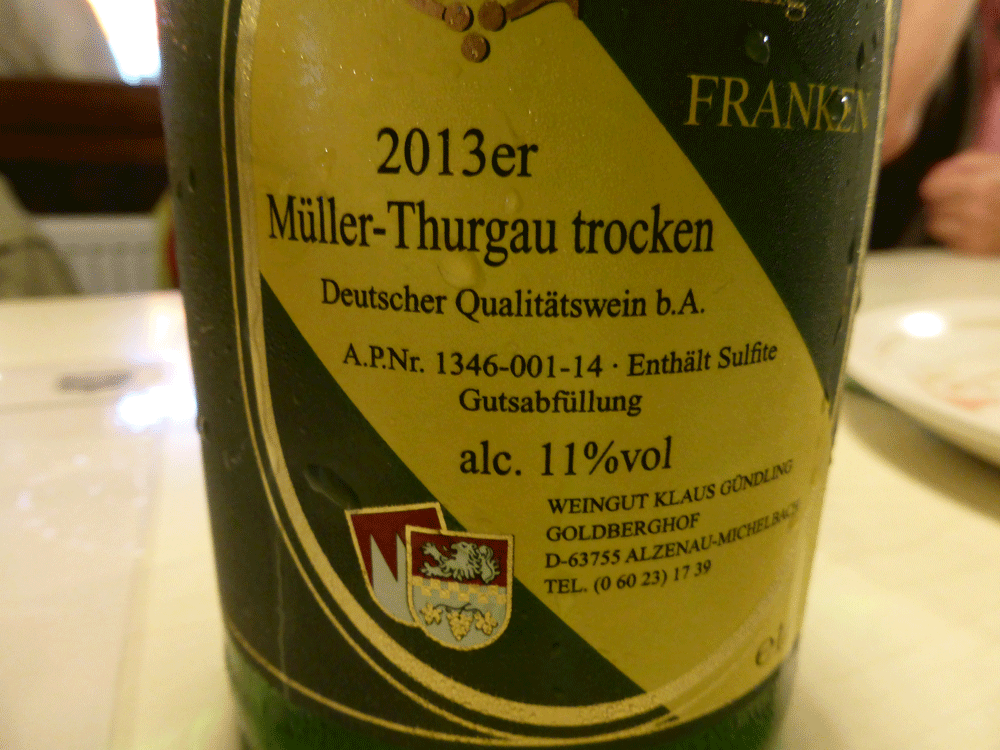 FRANKEN
2013er
Müller-Thurgau trocken
Deutscher Qualitätswein b.A.
A.P.Nr. 1346-001-14 · Enthält Sulfite
Gutsabfüllung
alc. 11%vol
WEINGUT KLAUS GÜNDLING
GOLDBERGHOF
D-63755 ALZENAU-MICHELBACH
TEL. (0 60 23) 17 39